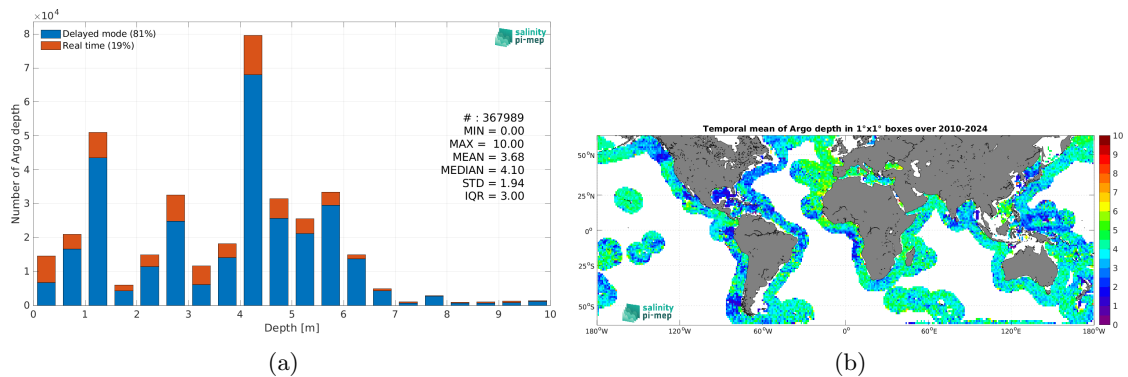 ×10⁴
Delayed mode (81%)
Real time (19%)
salinity
pi-mep
# : 367989
MIN = 0.00
MAX = 10.00
MEAN = 3.68
MEDIAN = 4.10
STD = 1.94
IQR = 3.00
Number of Argo depth
8
7
6
5
4
3
2
1
0
0 1 2 3 4 5 6 7 8 9 10
Depth [m]
(a)
Temporal mean of Argo depth in 1°x1° boxes over 2010-2024
50°N
25°N
0°
25°S
50°S
180°W 120°W 0° 60°E 120°E 180°E
salinity
pi-mep
10
9
8
7
6
5
4
3
2
1
0
(b)